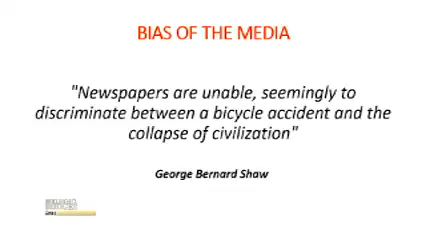 BIAS OF THE MEDIA
"Newspapers are unable, seemingly to
discriminate between a bicycle accident and the
collapse of civilization"
George Bernard Shaw